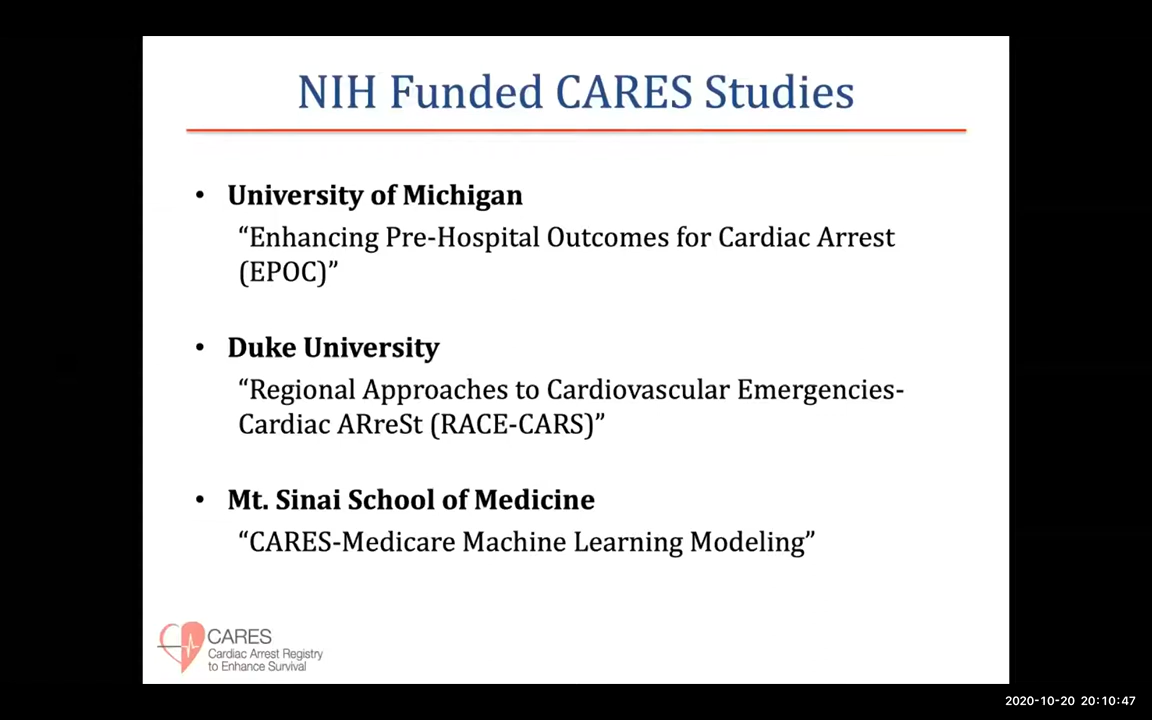 NIH Funded CARES Studies
• University of Michigan
“Enhancing Pre-Hospital Outcomes for Cardiac Arrest
(EPOC)”
• Duke University
“Regional Approaches to Cardiovascular Emergencies-
Cardiac ARreSt (RACE-CARS)”
• Mt. Sinai School of Medicine
“CARES-Medicare Machine Learning Modeling”
CARES
Cardiac Arrest Registry
to Enhance Survival
2020-10-20 20:10:47